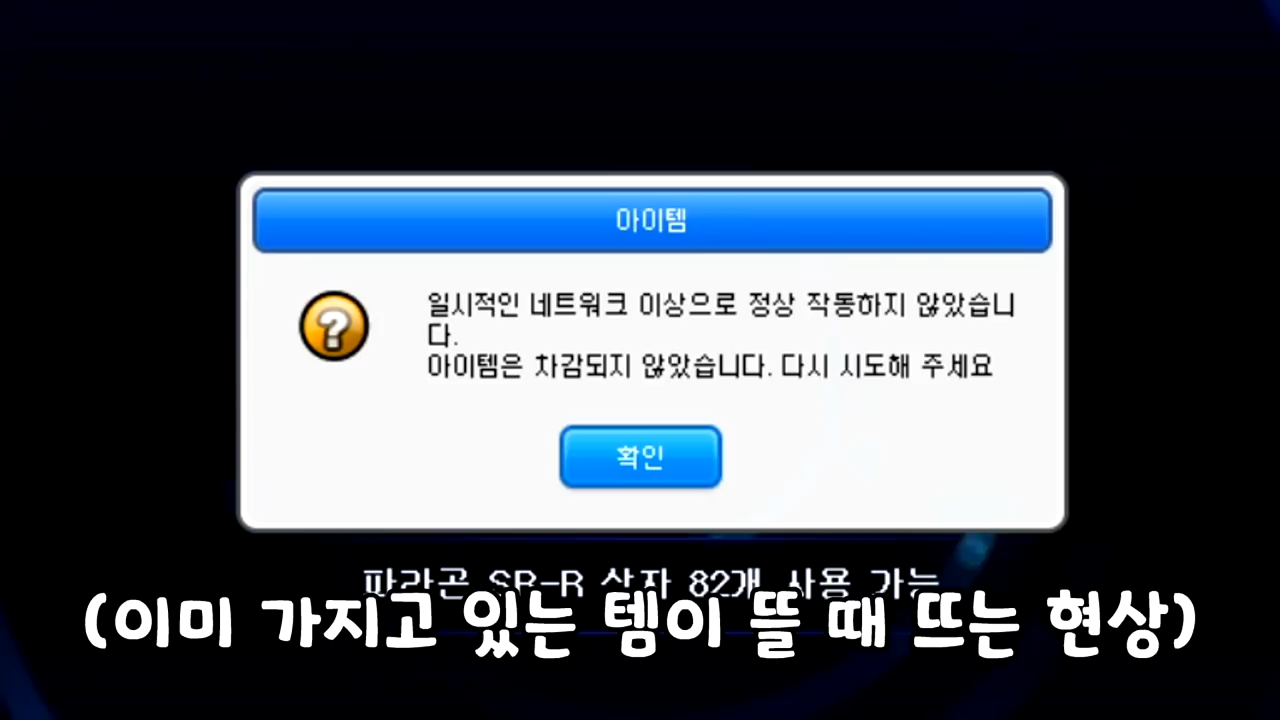 아이템
일시적인 네트워크 이상으로 정상 작동하지 않았습니
다.
아이템은 차감되지 않았습니다. 다시 시도해 주세요
확인
파라곤 SR-R 상자 82개 사용 가능
(이미 가지고 있는 템이 뜰 때 뜨는 현상)